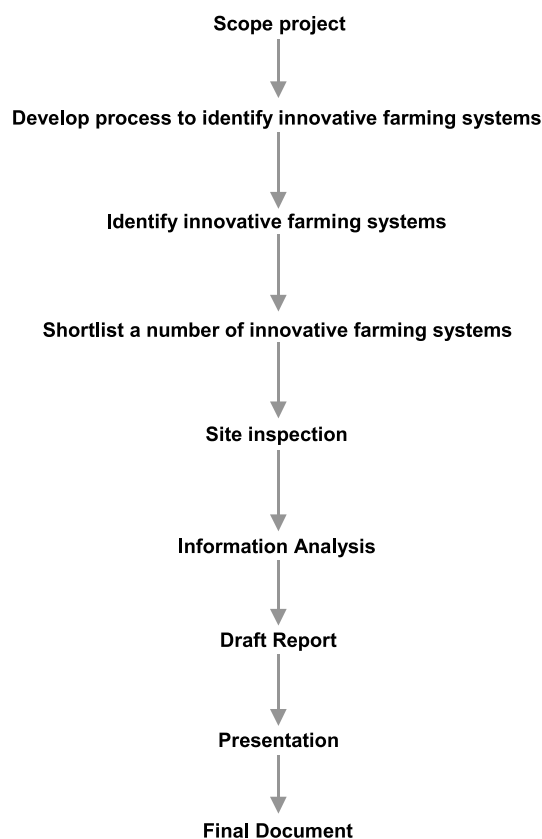 Scope project
Develop process to identify innovative farming systems
Identify innovative farming systems
Shortlist a number of innovative farming systems
Site inspection
Information Analysis
Draft Report
Presentation
Final Document